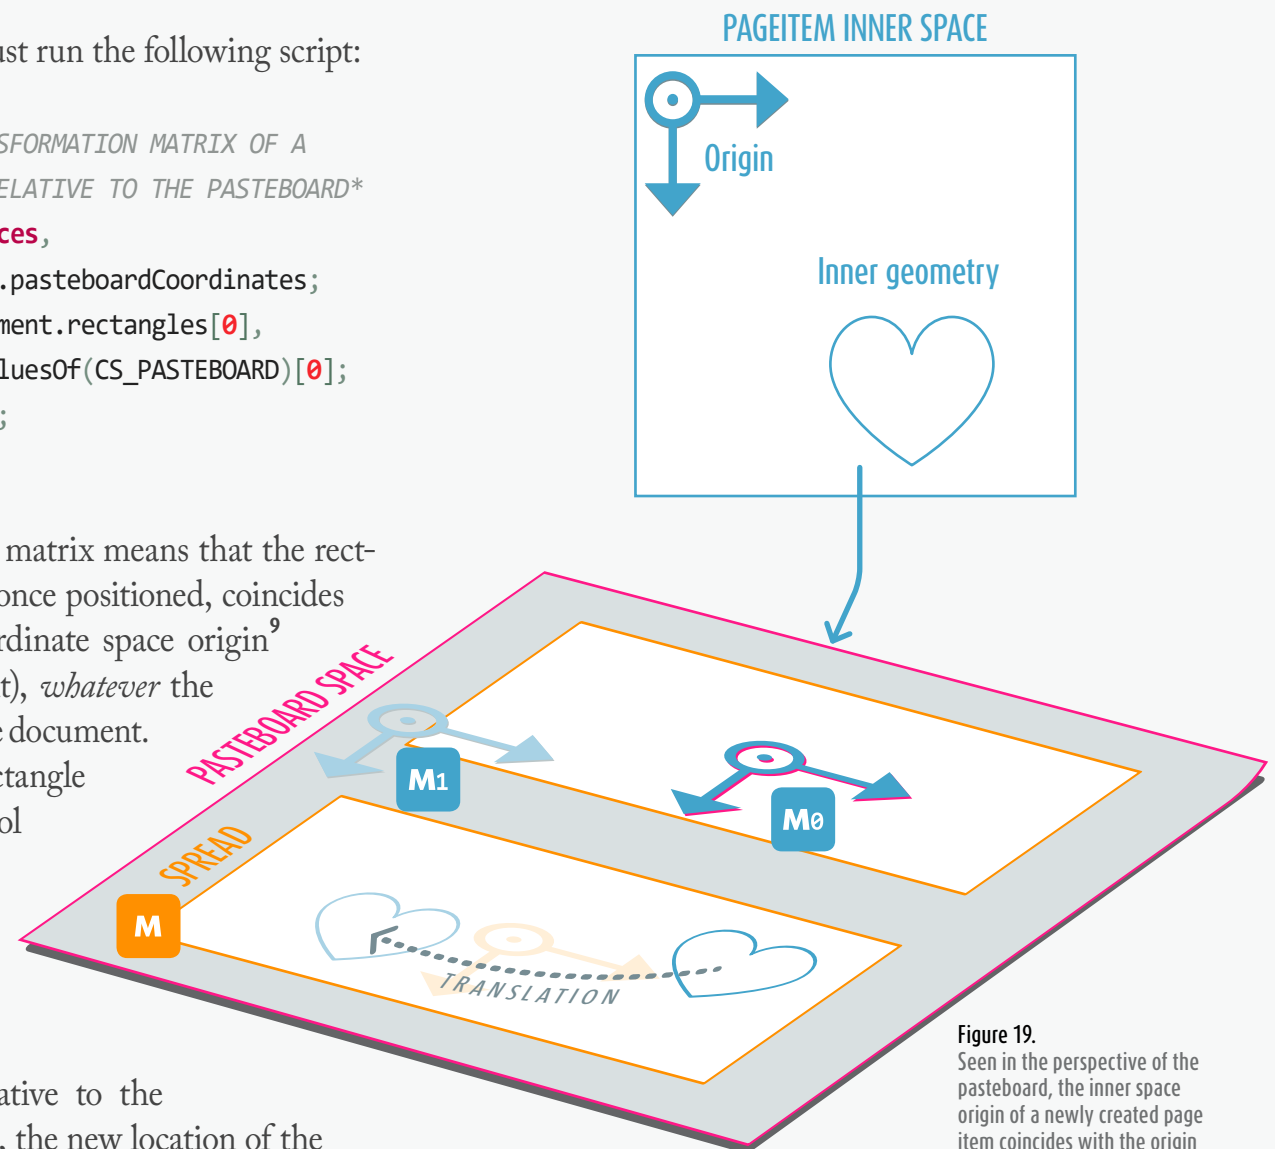 ust run the following script:
SFORMATION MATRIX OF A
ELATIVE TO THE PASTEBOARD*
ces,
.pasteboardCoordinates;
ment.rectangles[0],
luesOf(CS_PASTEBOARD)[0];
;
matrix means that the rect-
once positioned, coincides
rdinate space origin⁹
t), whatever the
e document.
ctangle
ol
ative to the
, the new location of the
PAGEITEM INNER SPACE
Origin
Inner geometry
PASTEBOARD SPACE
M1
M0
SPREAD
M
TRANSLATION
Figure 19.
Seen in the perspective of the
pasteboard, the inner space
origin of a newly created page
item coincides with the origin